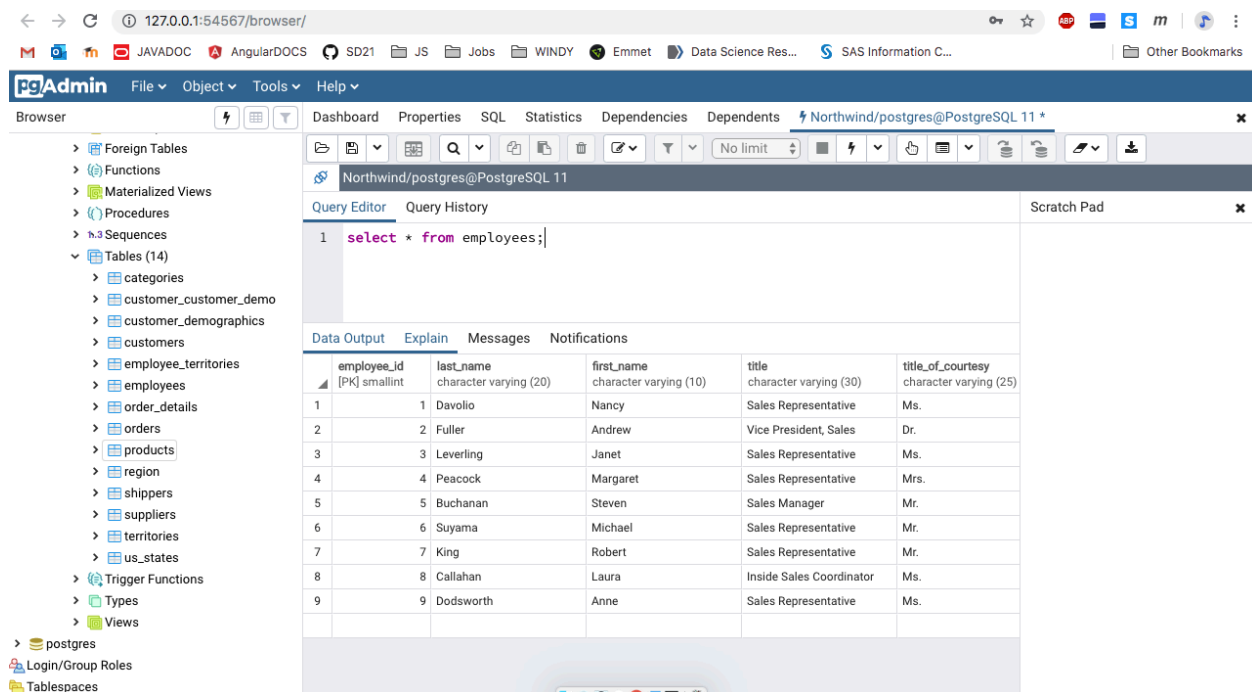 127.0.0.1:54567/browser/
ABP S m
M o m JAVADOC AngularDOCS SD21 JS Jobs WINDY Emmet Data Science Res... SAS Information C... Other Bookmarks
pgAdmin File Object Tools Help
Browser Dashboard Properties SQL Statistics Dependencies Dependents Northwind/postgres@PostgreSQL 11 *
Foreign Tables
Functions
Materialized Views
Procedures
1..3 Sequences
Tables (14)
categories
customer_customer_demo
customer_demographics
customers
employee_territories
employees
order_details
orders
products
region
shippers
suppliers
territories
us_states
Trigger Functions
Types
Views
postgres
Login/Group Roles
Tablespaces
No limit
Northwind/postgres@PostgreSQL 11
Query Editor Query History Scratch Pad
1 select * from employees;
Data Output Explain Messages Notifications
employee_id last_name first_name title title_of_courtesy
[PK] smallint character varying (20) character varying (10) character varying (30) character varying (25)
1 1 Davolio Nancy Sales Representative Ms.
2 2 Fuller Andrew Vice President, Sales Dr.
3 3 Leverling Janet Sales Representative Ms.
4 4 Peacock Margaret Sales Representative Mrs.
5 5 Buchanan Steven Sales Manager Mr.
6 6 Suyama Michael Sales Representative Mr.
7 7 King Robert Sales Representative Mr.
8 8 Callahan Laura Inside Sales Coordinator Ms.
9 9 Dodsworth Anne Sales Representative Ms.